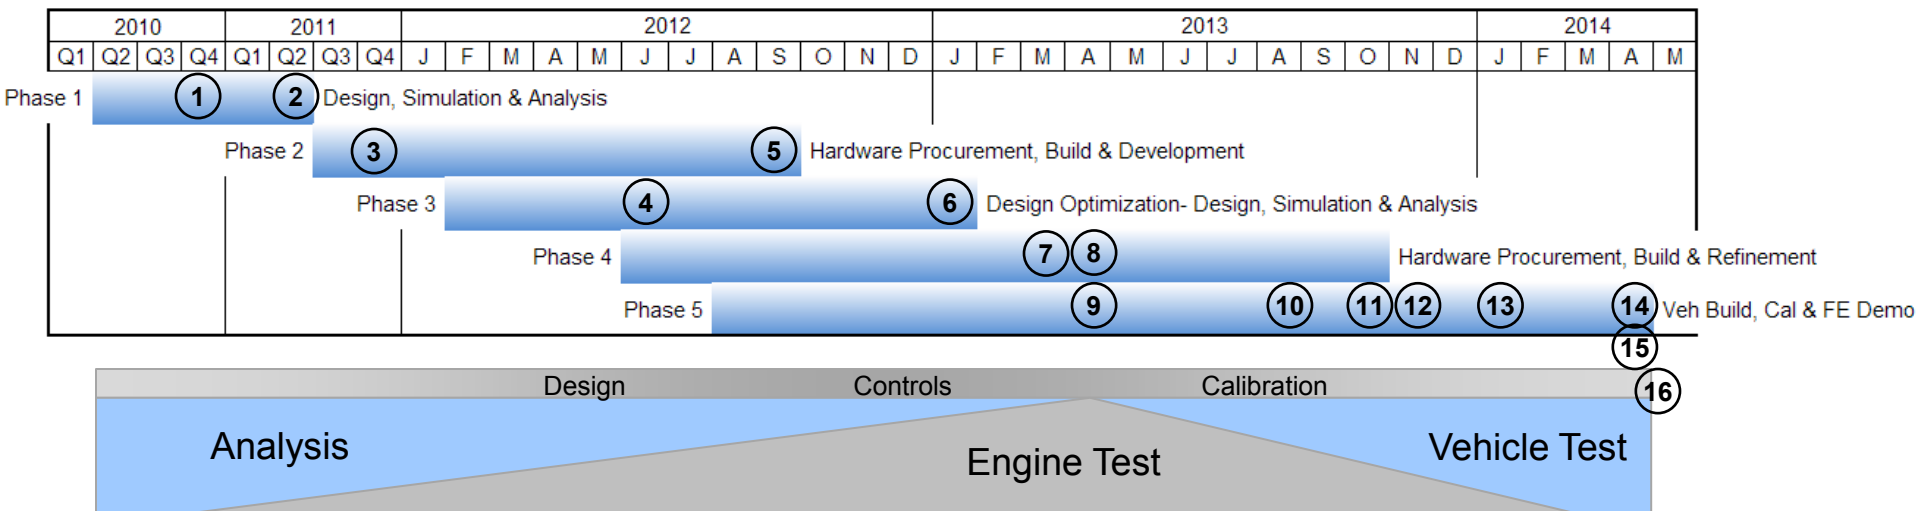 2010 2011 2012 2013 2014
Q1 Q2 Q3 Q4 Q1 Q2 Q3 Q4 J F M A M J J A S O N D J F M A M J J A S O N D J F M A M
Phase 1 1 2 Design, Simulation & Analysis
Phase 2 3 5 Hardware Procurement, Build & Development
Phase 3 4 6 Design Optimization- Design, Simulation & Analysis
Phase 4 7 8 Hardware Procurement, Build & Refinement
Phase 5 9 10 11 12 13 14 Veh Build, Cal & FE Demo
15
Design Controls Calibration 16
Analysis Engine Test Vehicle Test